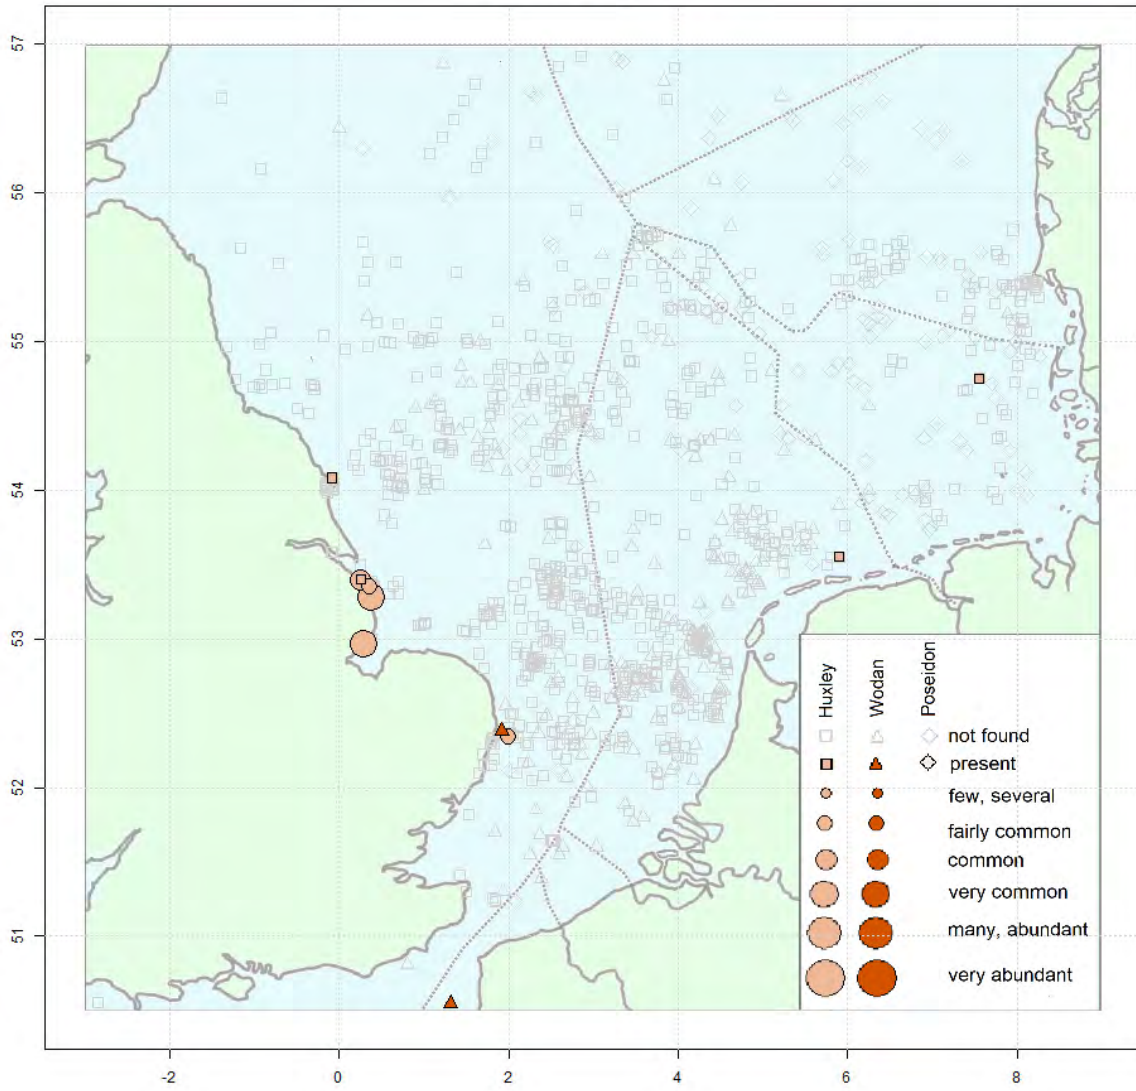 57
56
55
54
53
52
51
-2
0
2
4
6
8
Huxley
Wodan
Poseidon
not found
present
few, several
fairly common
common
very common
many, abundant
very abundant